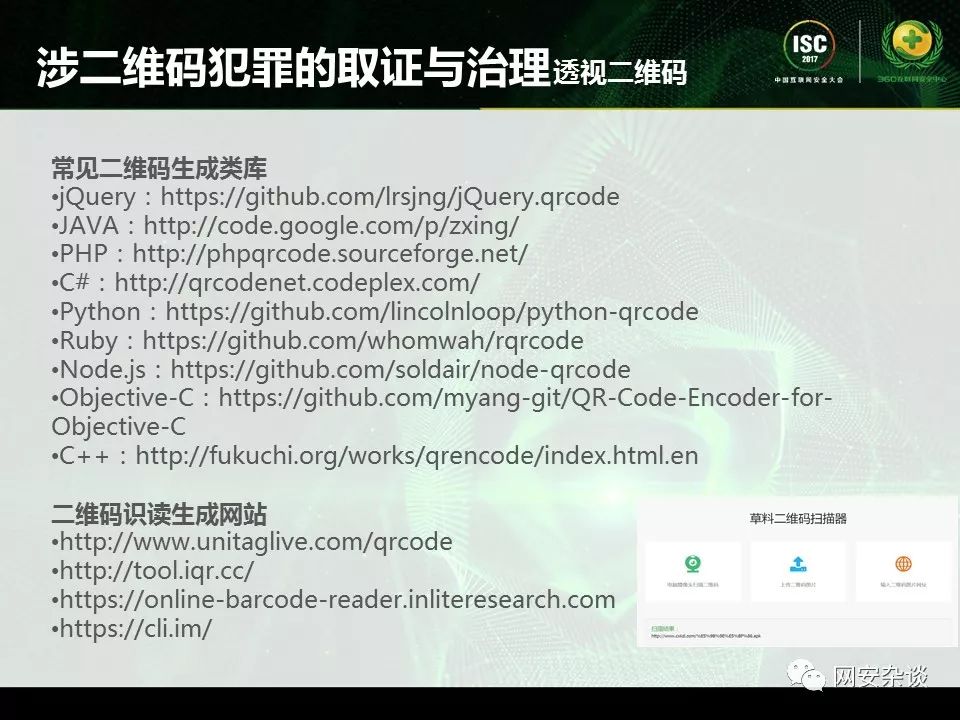 涉二维码犯罪的取证与治理透视二维码
ISC
2017
中国互联网安全大会
360互联网安全中心
常见二维码生成类库
•jQuery：https://github.com/lrsjng/jQuery.qrcode
•JAVA：http://code.google.com/p/zxing/
•PHP：http://phpqrcode.sourceforge.net/
•C#：http://qrcodenet.codeplex.com/
•Python：https://github.com/lincolnloop/python-qrcode
•Ruby：https://github.com/whomwah/rqrcode
•Node.js：https://github.com/soldair/node-qrcode
•Objective-C：https://github.com/myang-git/QR-Code-Encoder-for-
Objective-C
•C++：http://fukuchi.org/works/qrencode/index.html.en
二维码识读生成网站
•http://www.unitaglive.com/qrcode
•http://tool.iqr.cc/
•https://online-barcode-reader.inliteresearch.com
•https://cli.im/
草料二维码扫描器
电脑摄像头扫描二维码
上传二维码图片
输入二维码图片网址
扫描结果：
网安杂谈